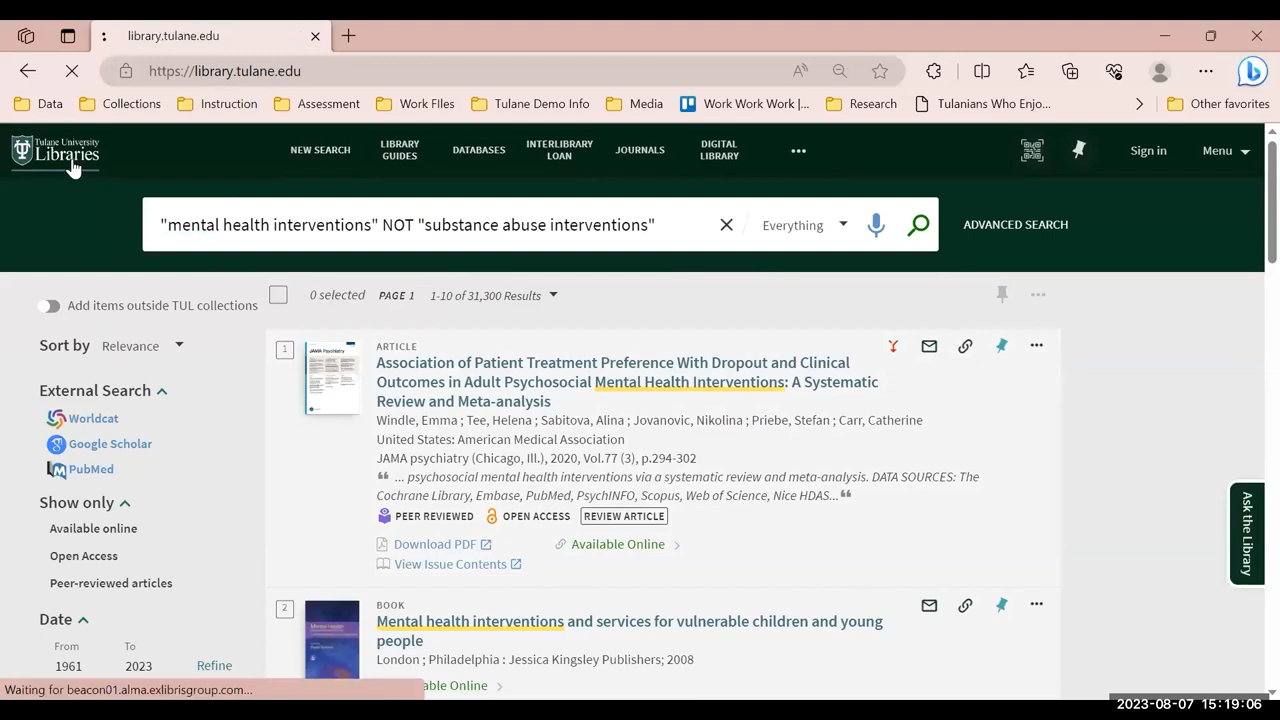 library.tulane.edu
https://library.tulane.edu
Data Collections Instruction Assessment Work FIles Tulane Demo Info Media Work Work Work |... Research Tulanians Who Enjo... Other favorites
Tulane University
Libraries
NEW SEARCH
LIBRARY
GUIDES
DATABASES
INTERLIBRARY
LOAN
JOURNALS
DIGITAL
LIBRARY
Sign in
Menu
"mental health interventions" NOT "substance abuse interventions"
Everything
ADVANCED SEARCH
Add items outside TUL collections
0 selected PAGE 1 1-10 of 31,300 Results
Sort by Relevance
External Search
Worldcat
Google Scholar
PubMed
Show only
Available online
Open Access
Peer-reviewed articles
Date
From To
1961 2023 Refine
1
JAMA Psychiatry
ARTICLE
Association of Patient Treatment Preference With Dropout and Clinical
Outcomes in Adult Psychosocial Mental Health Interventions: A Systematic
Review and Meta-analysis
Windle, Emma ; Tee, Helena ; Sabitova, Alina ; Jovanovic, Nikolina ; Priebe, Stefan ; Carr, Catherine
United States: American Medical Association
JAMA psychiatry (Chicago, Ill.), 2020, Vol.77 (3), p.294-302
❝ ... psychosocial mental health interventions via a systematic review and meta-analysis. DATA SOURCES: The
Cochrane Library, Embase, PubMed, PsychINFO, Scopus, Web of Science, Nice HDAS...❝
PEER REVIEWED OPEN ACCESS REVIEW ARTICLE
Download PDF Available Online
View Issue Contents
2
BOOK
Mental health interventions and services for vulnerable children and young
people
London ; Philadelphia : Jessica Kingsley Publishers; 2008
able Online
Ask the Library
Waiting for beacon01.alma.exlibrisgroup.com...
2023-08-07 15:19:06